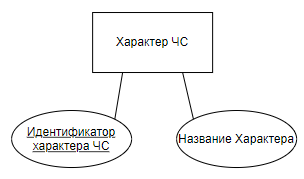 Характер ЧС
Идентификатор
характера ЧС
Название Характера